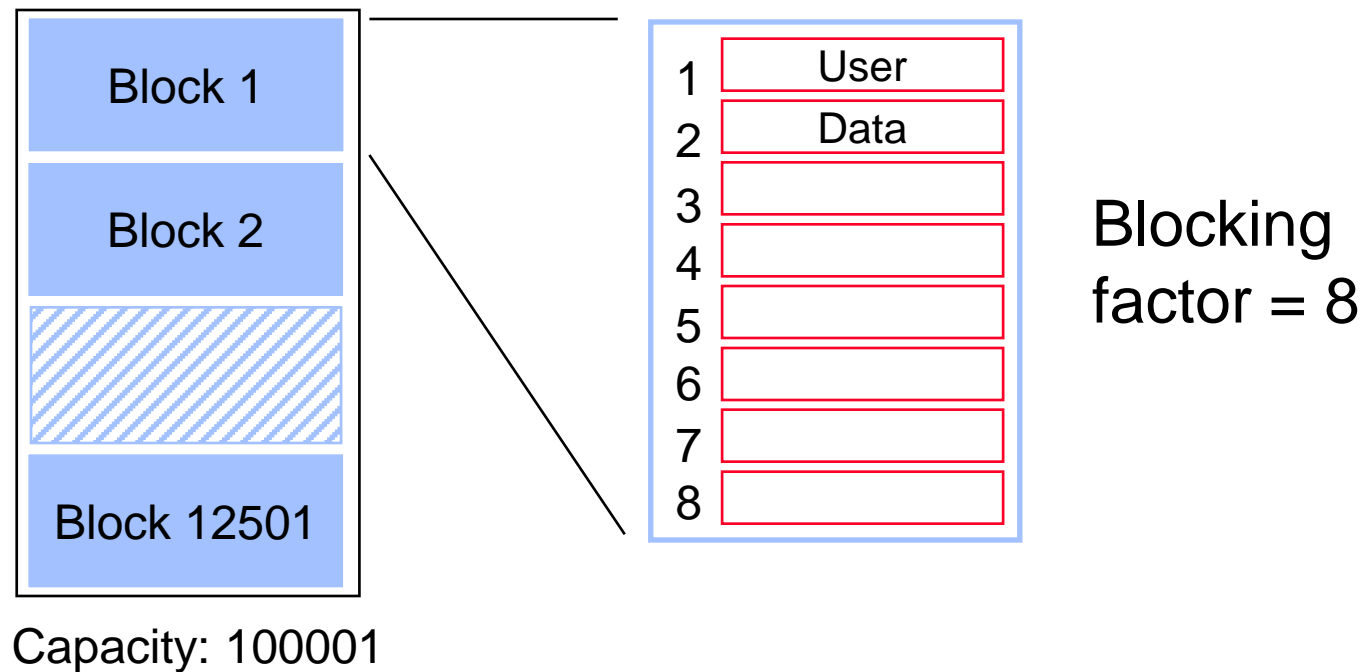 Block 1
Block 2
Block 12501
Capacity: 100001
1 User
2 Data
3
4
5
6
7
8
Blocking
factor = 8